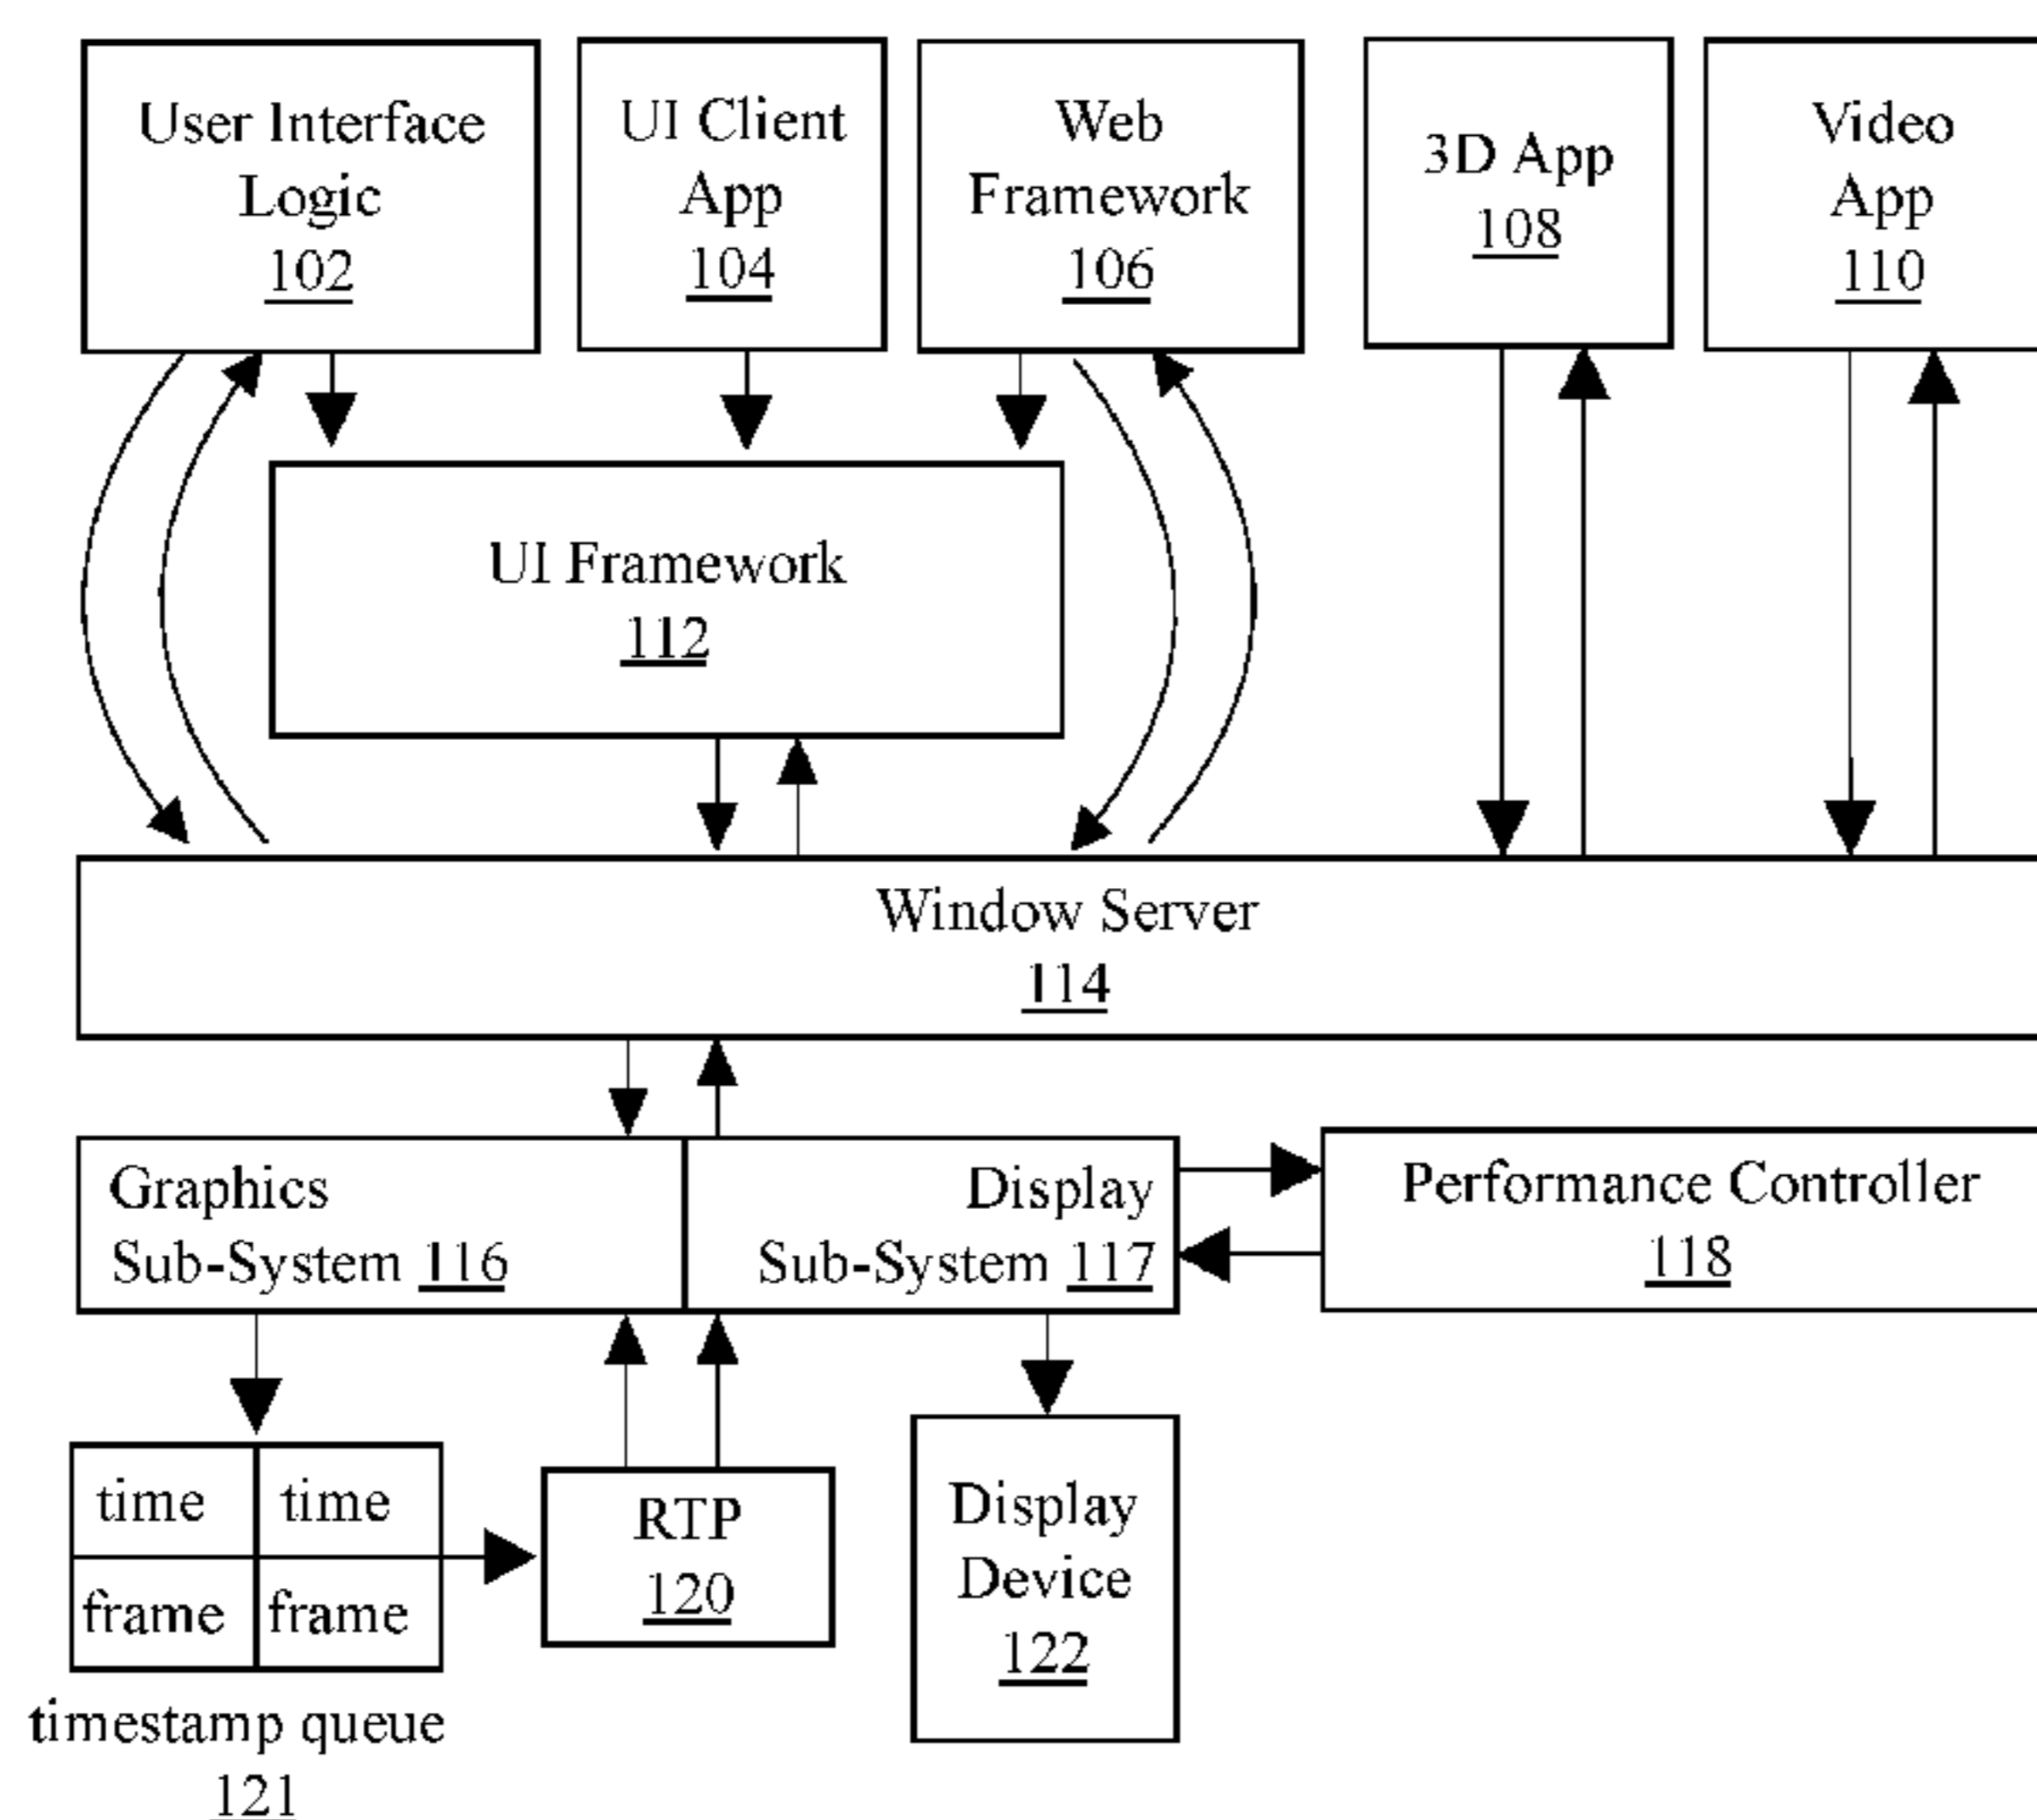 User Interface
Logic
102
UI Client
App
104
Web
Framework
106
3D App
108
Video
App
110
UI Framework
112
Window Server
114
Graphics
Sub-System 116
Display
Sub-System 117
Performance Controller
118
time
time
frame
frame
timestamp queue
121
RTP
120
Display
Device
122